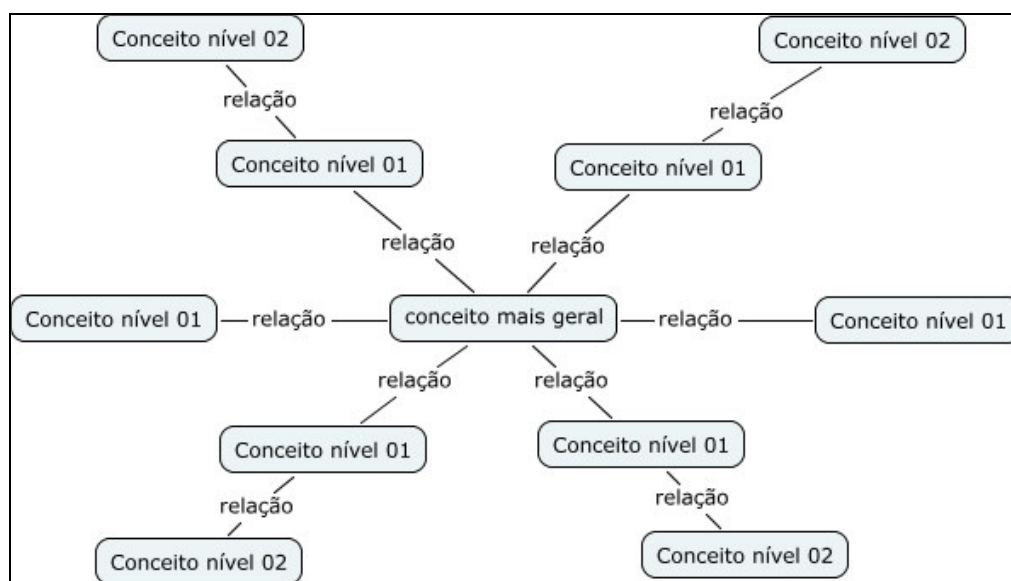 Conceito nível 02
Conceito nível 02
relação
relação
Conceito nível 01
Conceito nível 01
relação
relação
Conceito nível 01
relação
conceito mais geral
relação
Conceito nível 01
relação
relação
Conceito nível 01
Conceito nível 01
relação
relação
Conceito nível 02
Conceito nível 02